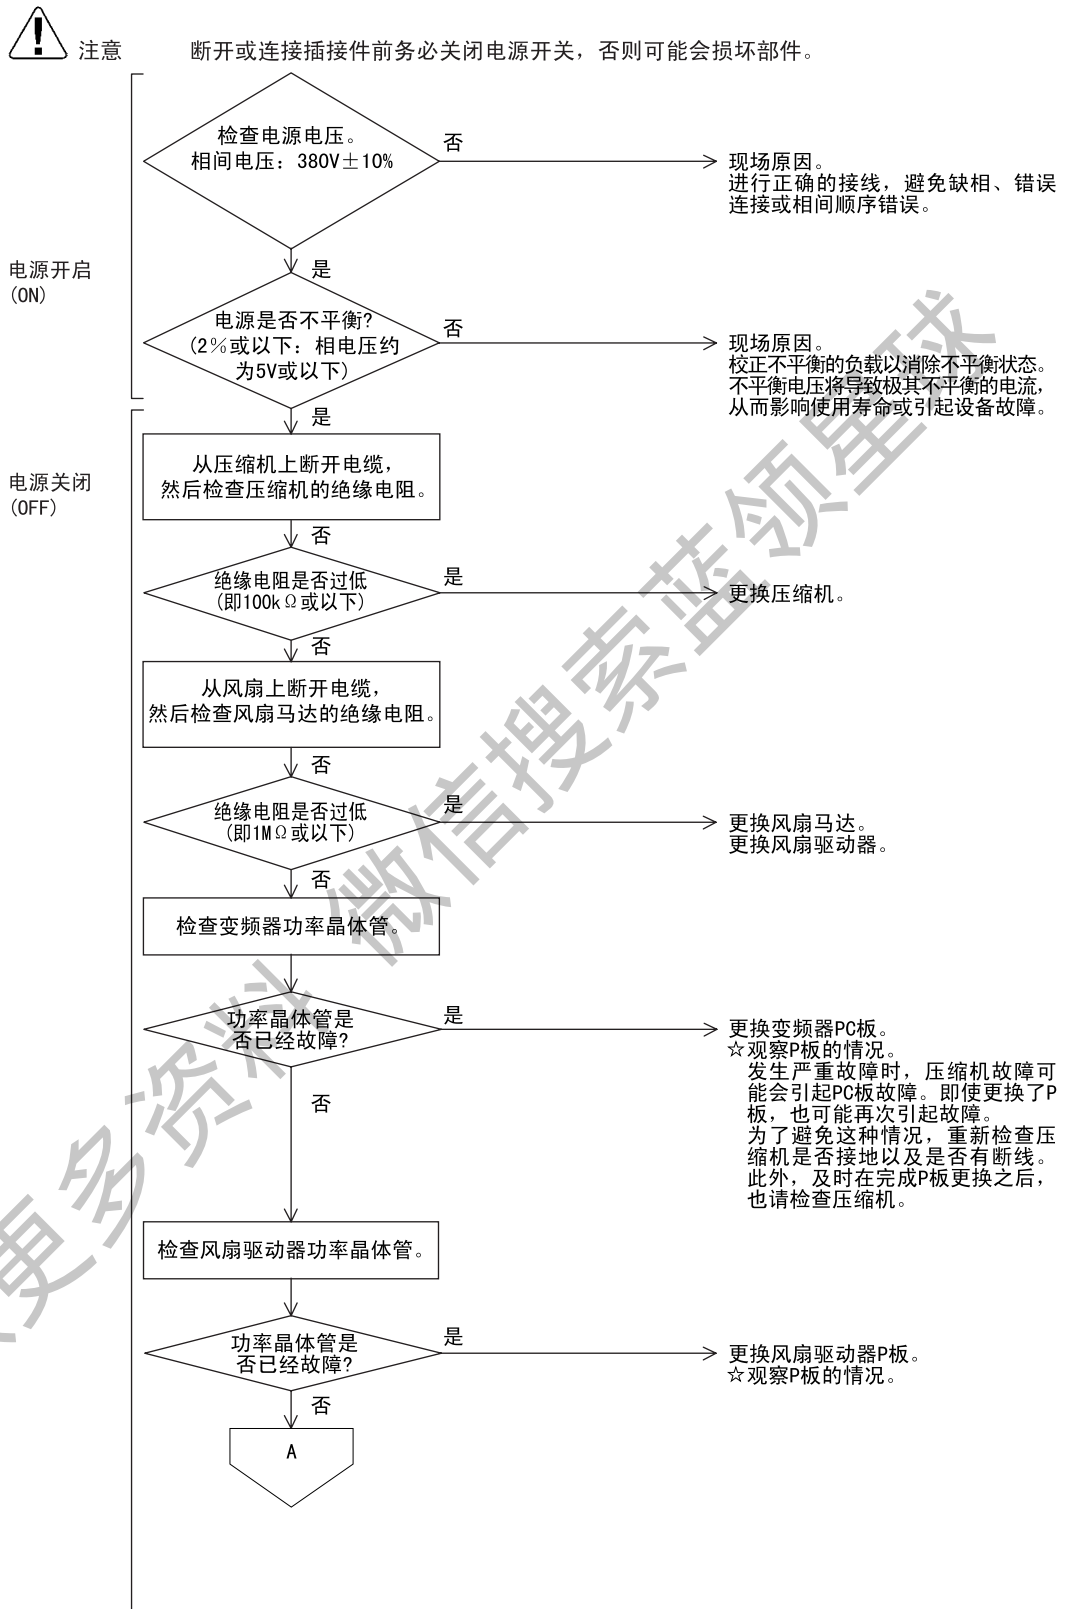 注意 断开或连接插接件前务必关闭电源开关，否则可能会损坏部件。
检查电源电压。
相间电压：380V±10%
否
现场原因。
进行正确的接线，避免缺相、错误
连接或相间顺序错误。
电源开启
(ON)
是
电源是否不平衡?
(2%或以下：相电压约
为5V或以下)
否
现场原因。
校正不平衡的负载以消除不平衡状态。
不平衡电压将导致极其不平衡的电流，
从而影响使用寿命或引起设备故障。
是
电源关闭
(OFF)
从压缩机上断开电缆，
然后检查压缩机的绝缘电阻。
否
绝缘电阻是否过低
(即100kΩ或以下)
是
更换压缩机。
否
从风扇上断开电缆，
然后检查风扇马达的绝缘电阻。
否
绝缘电阻是否过低
(即1MΩ或以下)
是
更换风扇马达。
更换风扇驱动器。
否
检查变频器功率晶体管。
功率晶体管是
否已经故障?
是
更换变频器PC板。
☆观察P板的情况。
发生严重故障时，压缩机故障可
能会引起PC板故障。即使更换了P
板，也可能再次引起故障。
为了避免这种情况，重新检查压
缩机是否接地以及是否有断线。
此外，及时在完成P板更换之后，
也请检查压缩机。
否
检查风扇驱动器功率晶体管。
功率晶体管是
否已经故障?
是
更换风扇驱动器P板。
☆观察P板的情况。
否
A
更多资料 微信搜索蓝领星球